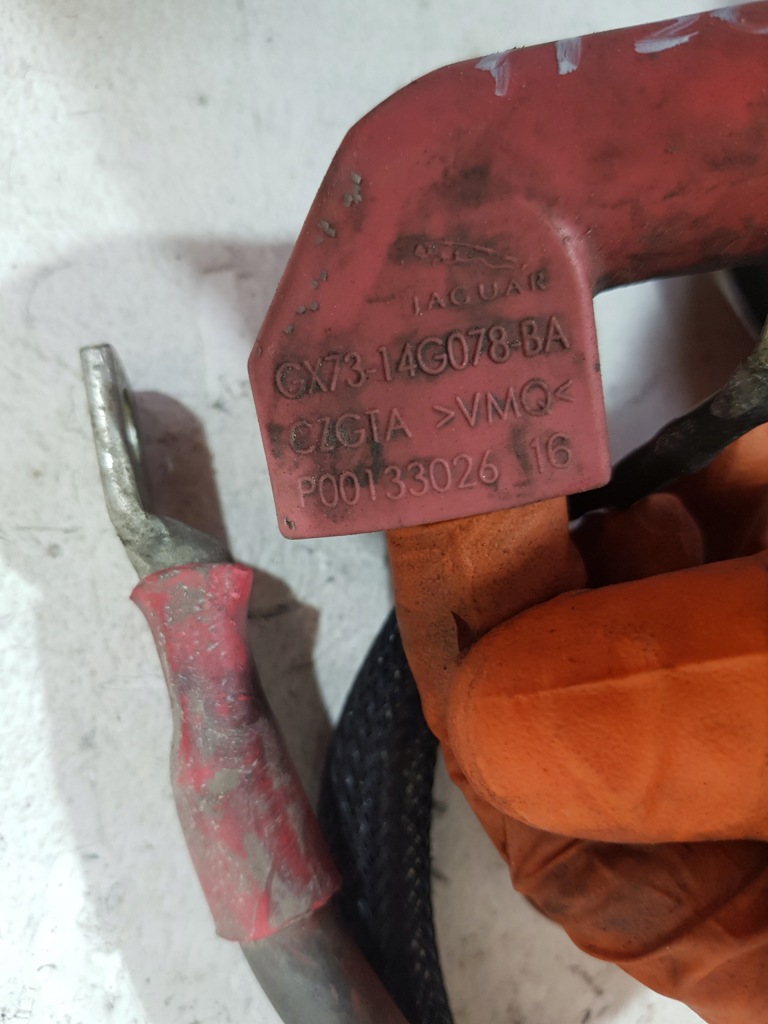 JAGUAR
GX73-14G078-BA
CZGTA >VMQ<
P00133026 16